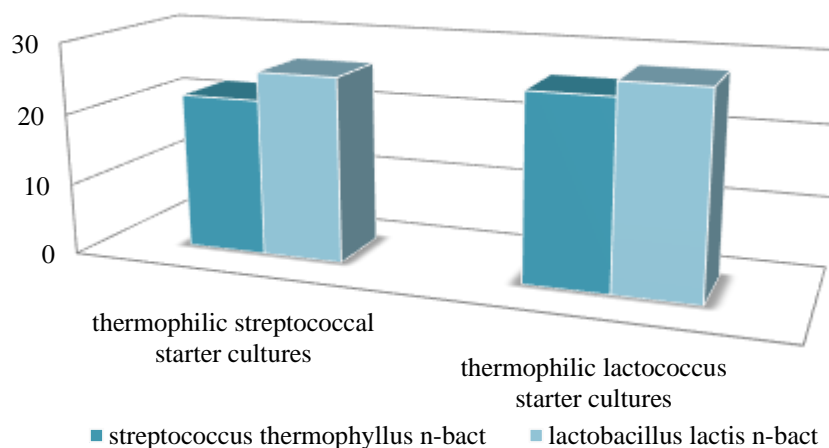 30
20
10
0
thermophilic streptococcal
starter cultures
thermophilic lactococcus
starter cultures
streptococcus thermophyllus n-bact
lactobacillus lactis n-bact